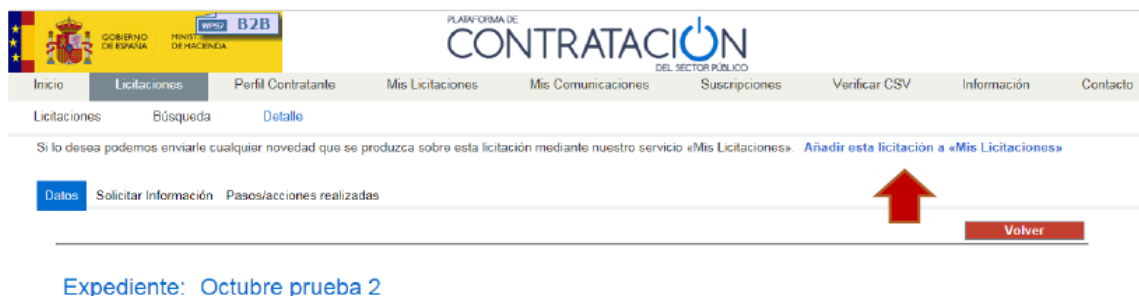 GOBIERNO DE ESPAÑA
MINIST DE HACIENDA
WPS2 B2B
PLATAFORMA DE
CONTRATACIÓN
DEL SECTOR PÚBLICO
Inicio Licitaciones Perfil Contratante Mis Licitaciones Mis Comunicaciones Suscripciones Verificar CSV Información Contacto
Licitaciones Búsqueda Detalle
Si lo desea podemos enviarle cualquier novedad que se produzca sobre esta licitación mediante nuestro servicio «Mis Licitaciones». Añadir esta licitación a «Mis Licitaciones»
Datos Solicitar Información Pasos/acciones realizadas
Volver
Expediente: Octubre prueba 2